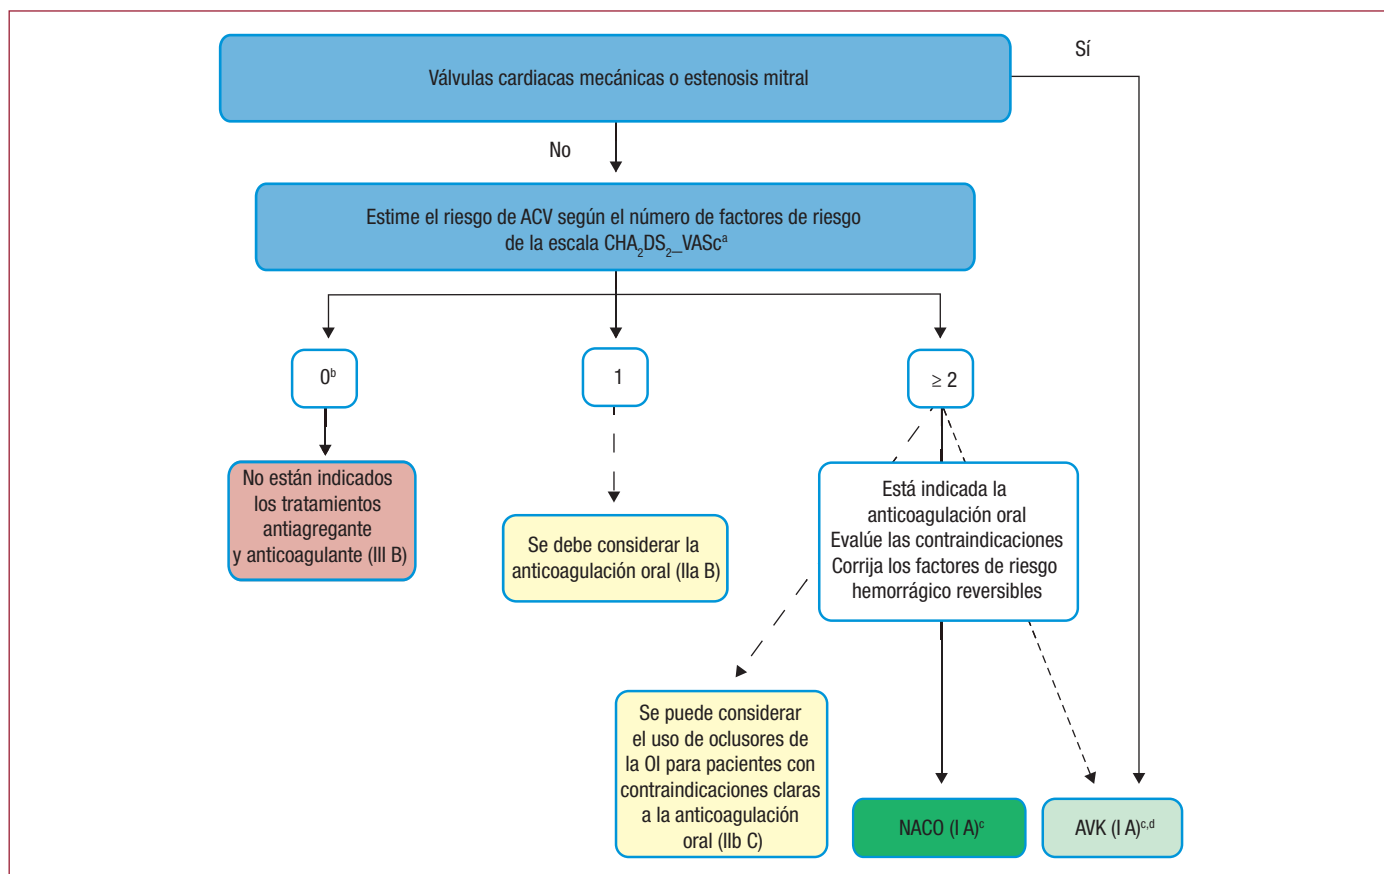 Sí
Válvulas cardiacas mecánicas o estenosis mitral
No
Estime el riesgo de ACV según el número de factores de riesgo
de la escala CHA₂DS₂_VAScᵃ
0ᵇ
1
≥ 2
No están indicados
los tratamientos
antiagregante
y anticoagulante (III B)
Se debe considerar la
anticoagulación oral (IIa B)
Está indicada la
anticoagulación oral
Evalúe las contraindicaciones
Corrija los factores de riesgo
hemorrágico reversibles
Se puede considerar
el uso de oclusores de
la OI para pacientes con
contraindicaciones claras
a la anticoagulación
oral (IIb C)
NACO (I A)ᶜ
AVK (I A)ᶜ,ᵈ